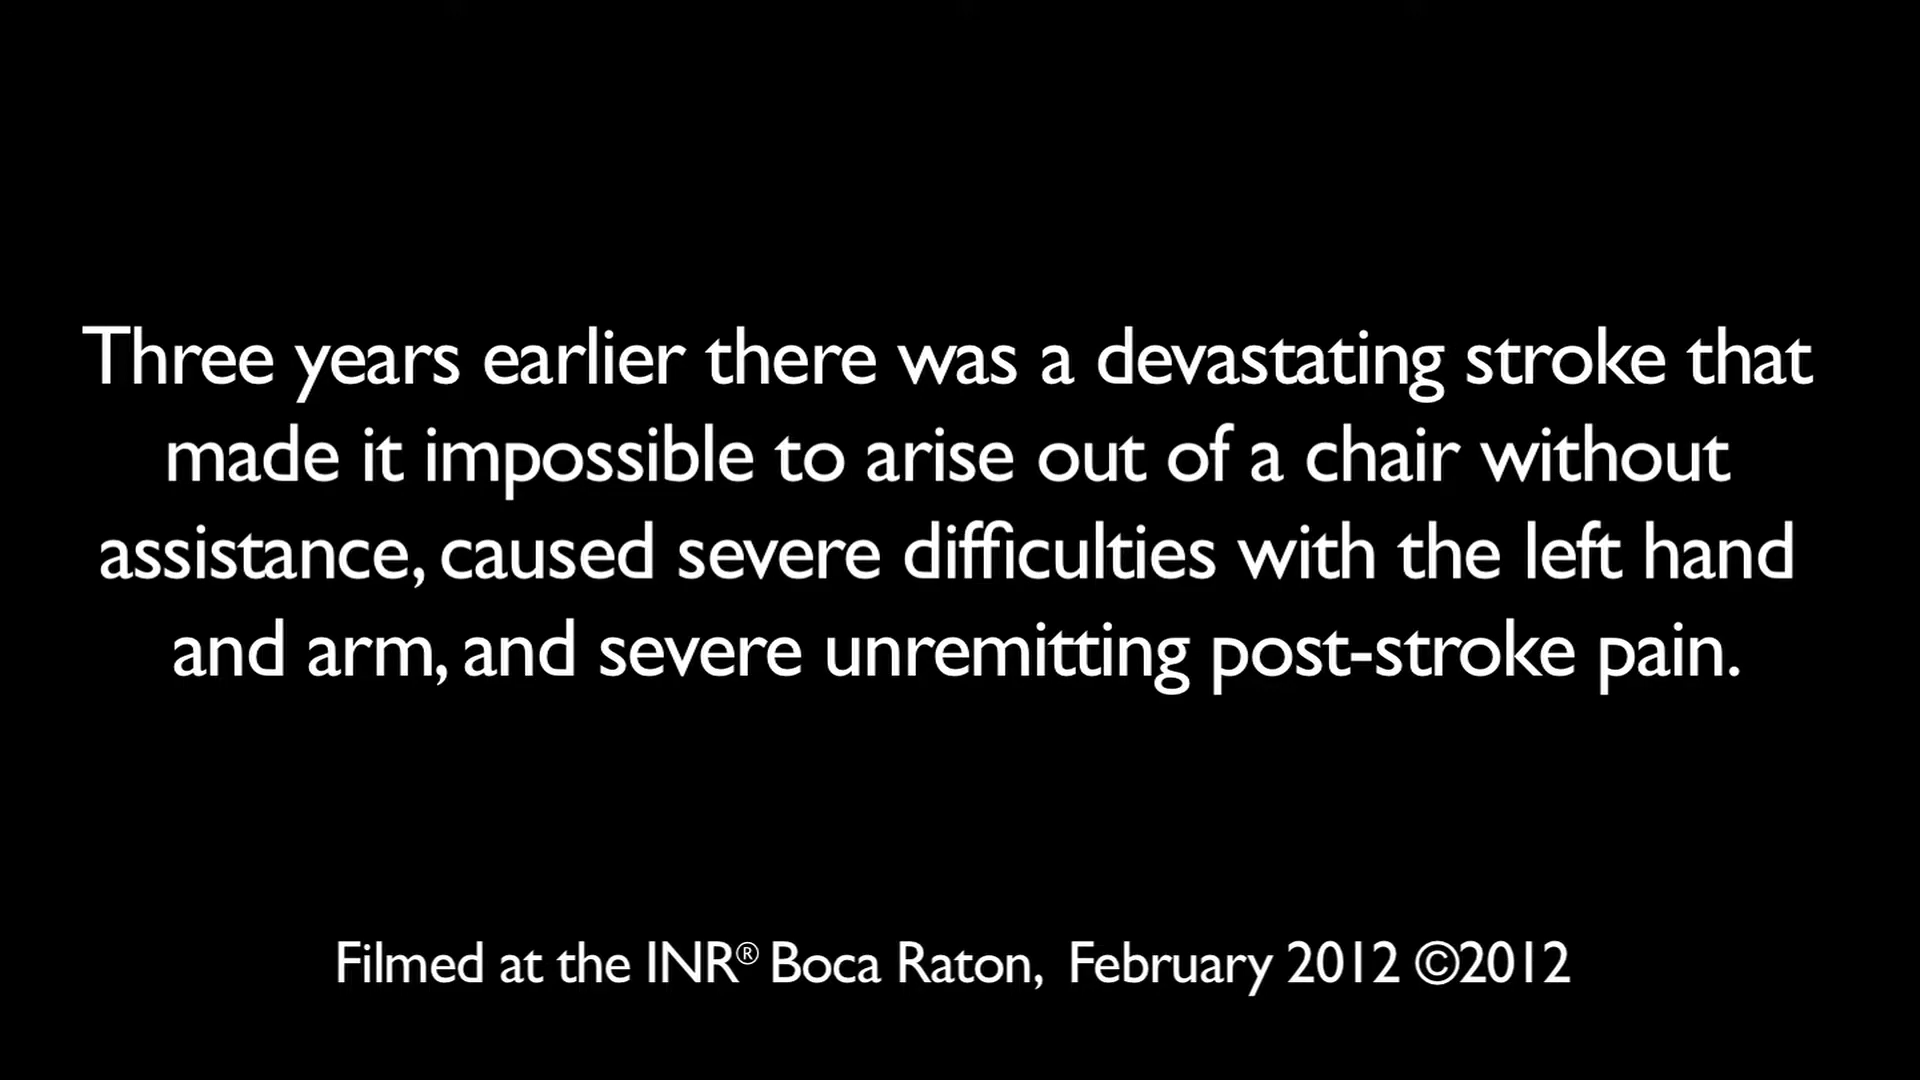 Three years earlier there was a devastating stroke that
made it impossible to arise out of a chair without
assistance, caused severe difficulties with the left hand
and arm, and severe unremitting post-stroke pain.
Filmed at the INR® Boca Raton, February 2012 ©2012